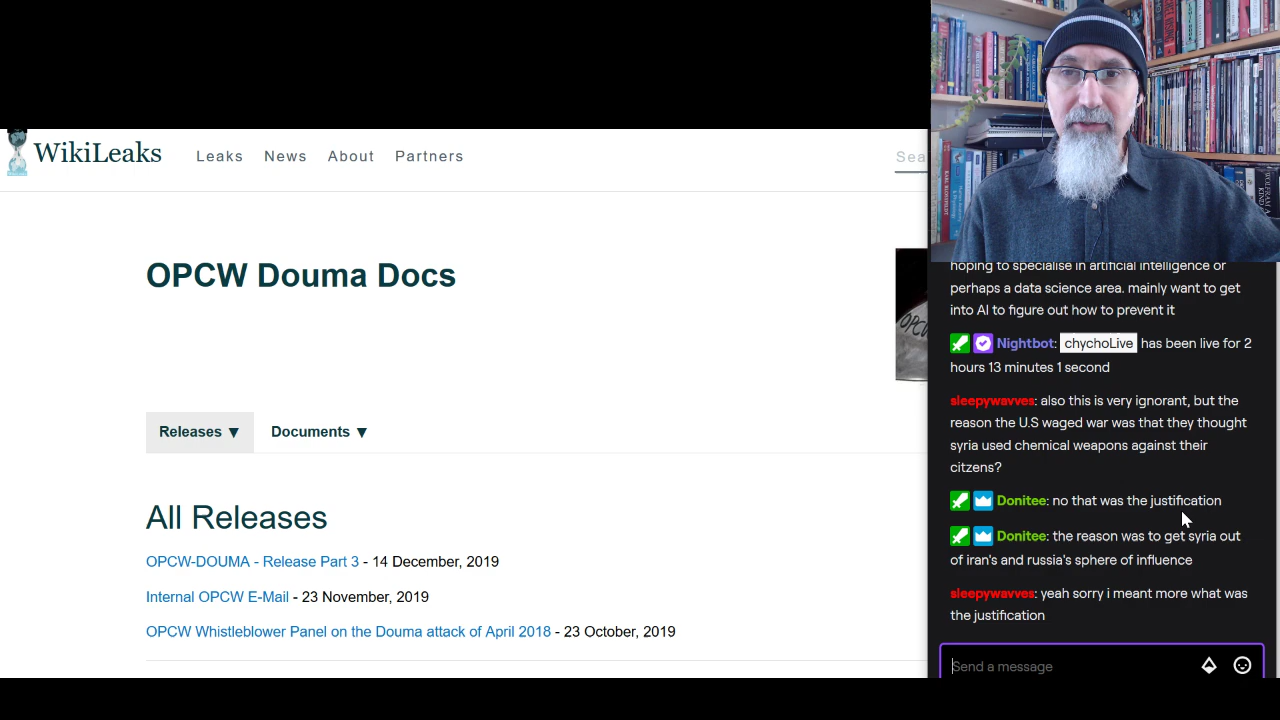 WikiLeaks
Leaks News About Partners
Sea
OPCW Douma Docs
OPCW
Releases ▼ Documents ▼
All Releases
OPCW-DOUMA - Release Part 3 - 14 December, 2019
Internal OPCW E-Mail - 23 November, 2019
OPCW Whistleblower Panel on the Douma attack of April 2018 - 23 October, 2019
hoping to specialise in artificial intelligence or
perhaps a data science area. mainly want to get
into AI to figure out how to prevent it
Nightbot: chychoLive has been live for 2
hours 13 minutes 1 second
sleepywavves: also this is very ignorant, but the
reason the U.S waged war was that they thought
syria used chemical weapons against their
citzens?
Donitee: no that was the justification
Donitee: the reason was to get syria out
of iran's and russia's sphere of influence
sleepywavves: yeah sorry i meant more what was
the justification
Send a message